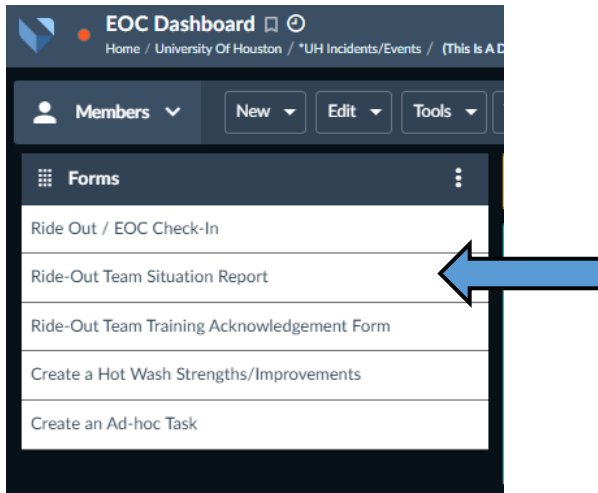 EOC Dashboard
Home / University Of Houston / *UH Incidents/Events / (This Is A D
Members
New
Edit
Tools
Forms
Ride Out / EOC Check-In
Ride-Out Team Situation Report
Ride-Out Team Training Acknowledgement Form
Create a Hot Wash Strengths/Improvements
Create an Ad-hoc Task